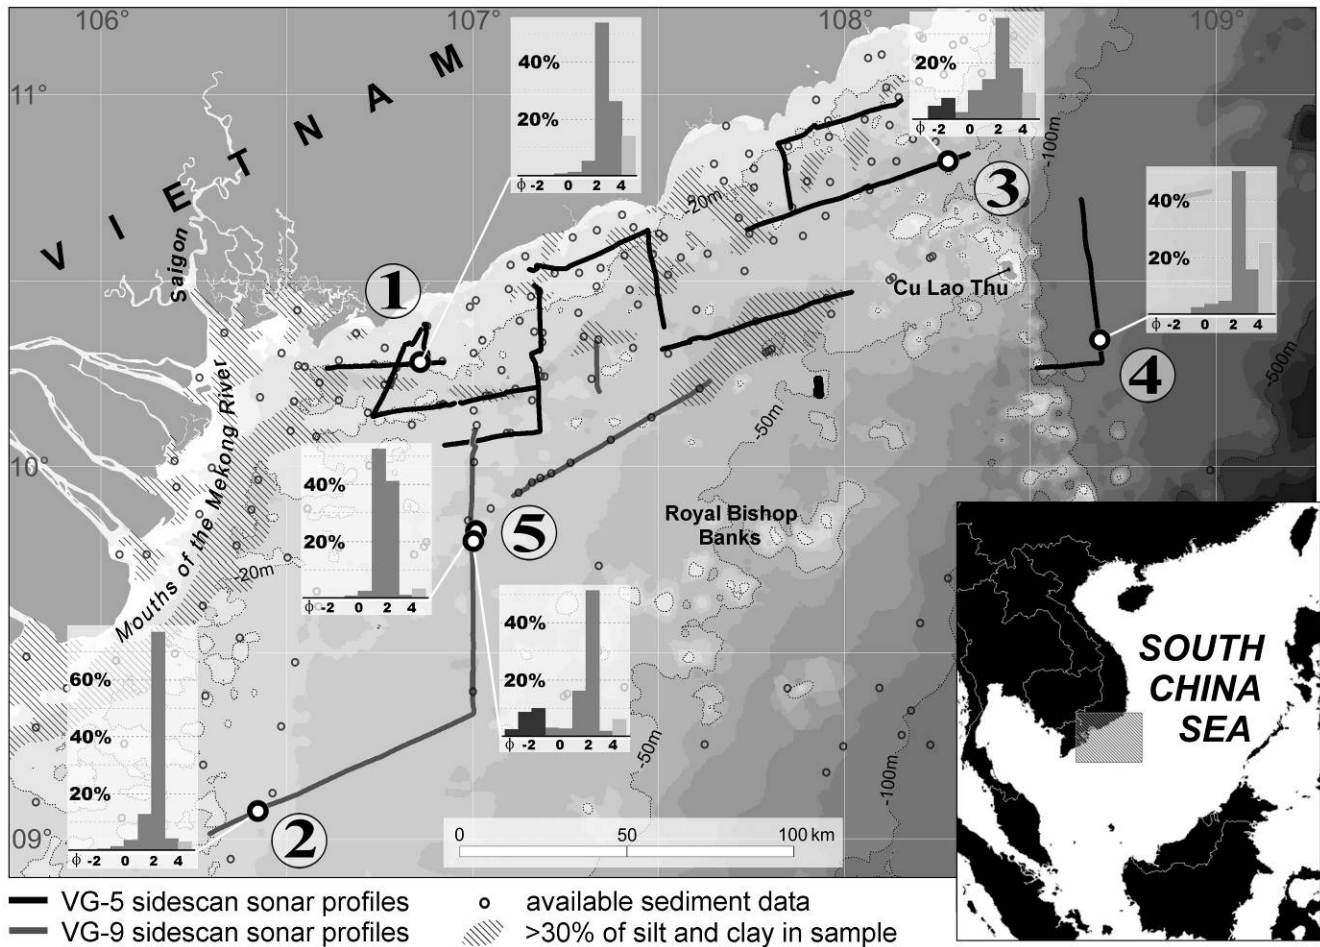 106° 107° 108° 109°
11°
10°
09°
VIETNAM
Saigon
Mouths of the Mekong River
1
2
3
4
5
Cu Lao Thu
Royal Bishop
Banks
-20m
-20m
-50m
-50m
-100m
-100m
-500m
40%
20%
ϕ -2 0 2 4
20%
ϕ -2 0 2 4
40%
20%
ϕ -2 0 2 4
40%
20%
ϕ -2 0 2 4
40%
20%
ϕ -2 0 2 4
60%
40%
20%
ϕ -2 0 2 4
0 50 100 km
SOUTH
CHINA
SEA
VG-5 sidescan sonar profiles
VG-9 sidescan sonar profiles
available sediment data
>30% of silt and clay in sample